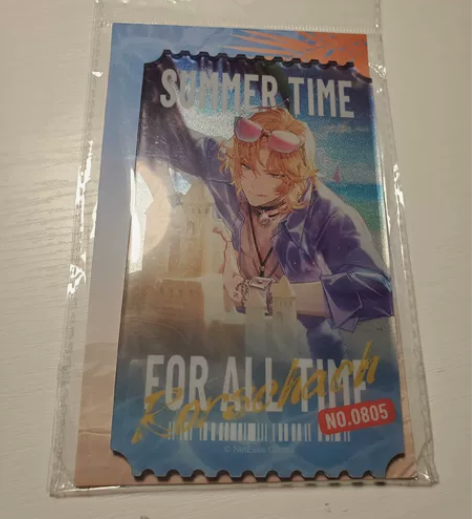 SUMMER TIME
FOR ALL TIME
Rorschach
NO.0805